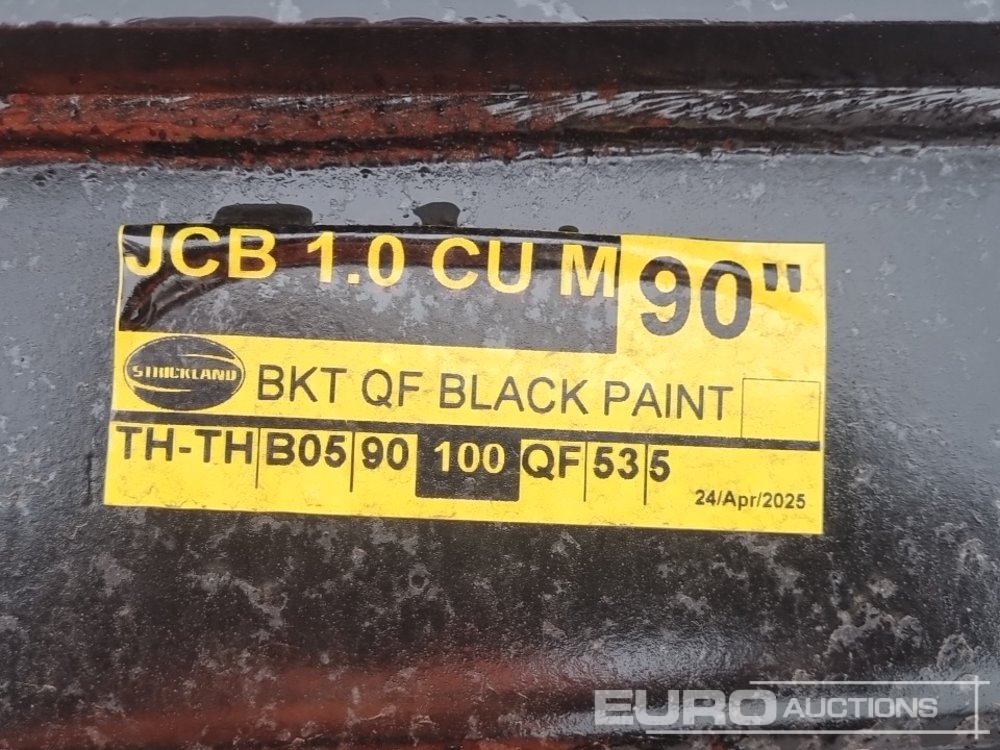 JCB 1.0 CU M 90"
STRICKLAND BKT QF BLACK PAINT
TH-TH B05 90 100 QF 53 5
24/Apr/2025
EURO AUCTIONS